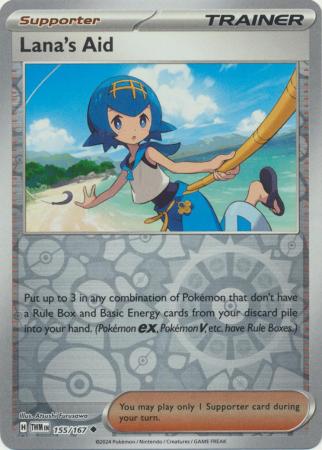 Supporter TRAINER
Lana's Aid
Put up to 3 in any combination of Pokémon that don't
have a Rule Box and Basic Energy cards from your discard
pile into your hand. (Pokémon ex, Pokémon V, etc. have Rule Boxes.)
Illus. Atsushi Furusawa
H TWM EN 155/167 ◆
You may play only 1 Supporter card during
your turn.
©2024 Pokémon / Nintendo / Creatures / GAME FREAK